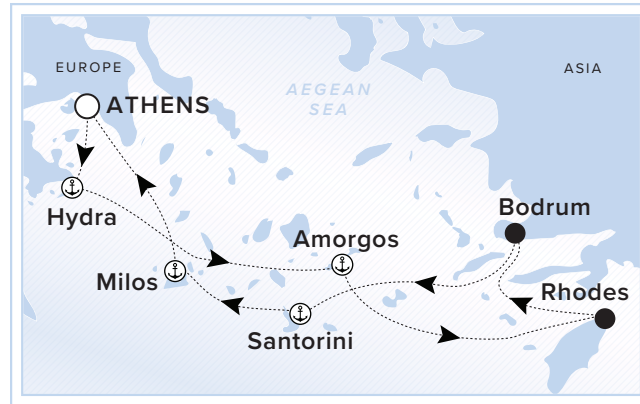 EUROPE
ASIA
AEGEAN
SEA
ATHENS
Hydra
Bodrum
Amorgos
Milos
Rhodes
Santorini